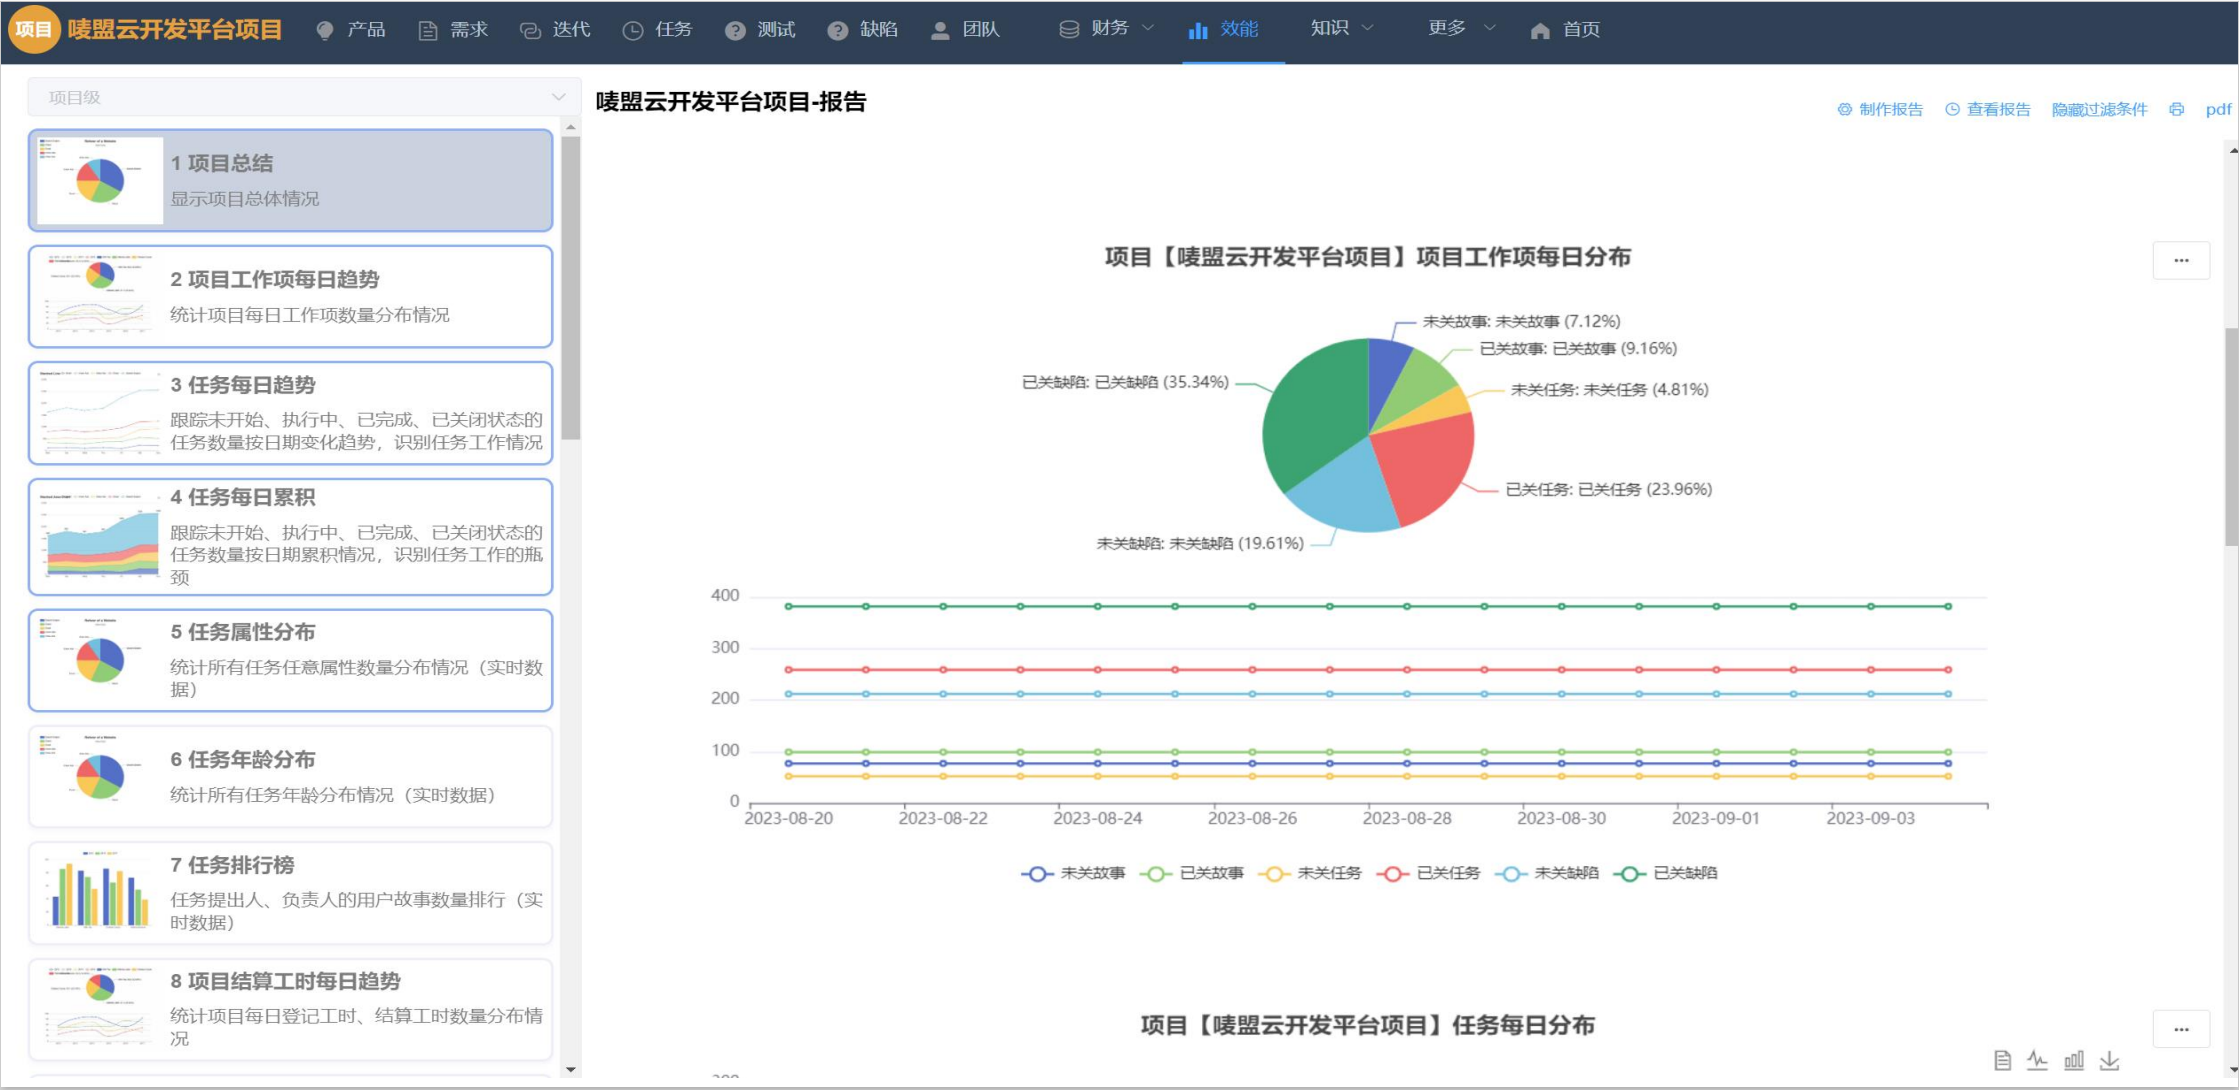 项目 唛盟云开发平台项目 产品 需求 迭代 任务 测试 缺陷 团队 财务 效能 知识 更多 首页
项目级
唛盟云开发平台项目-报告
制作报告 查看报告 隐藏过滤条件 pdf
1 项目总结
显示项目总体情况
2 项目工作项每日趋势
统计项目每日工作项数量分布情况
3 任务每日趋势
跟踪未开始、执行中、已完成、已关闭状态的
任务数量按日期变化趋势，识别任务工作情况
4 任务每日累积
跟踪未开始、执行中、已完成、已关闭状态的
任务数量按日期累积情况，识别任务工作的瓶
颈
5 任务属性分布
统计所有任务任意属性数量分布情况（实时数
据）
6 任务年龄分布
统计所有任务年龄分布情况（实时数据）
7 任务排行榜
任务提出人、负责人的用户故事数量排行（实
时数据）
8 项目结算工时每日趋势
统计项目每日登记工时、结算工时数量分布情
况
项目【唛盟云开发平台项目】项目工作项每日分布
...
未关故事: 未关故事 (7.12%)
已关故事: 已关故事 (9.16%)
已关缺陷: 已关缺陷 (35.34%)
未关任务: 未关任务 (4.81%)
已关任务: 已关任务 (23.96%)
未关缺陷: 未关缺陷 (19.61%)
400
300
200
100
0
2023-08-20 2023-08-22 2023-08-24 2023-08-26 2023-08-28 2023-08-30 2023-09-01 2023-09-03
未关故事 已关故事 未关任务 已关任务 未关缺陷 已关缺陷
项目【唛盟云开发平台项目】任务每日分布
...